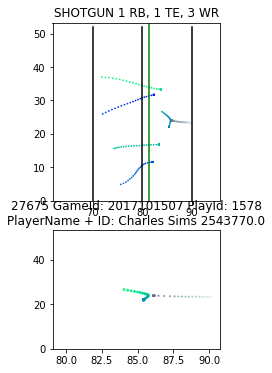 SHOTGUN 1 RB, 1 TE, 3 WR
50
40
30
20
10
0
70 80 90
27675 GameId: 2017101507 PlayId: 1578
PlayerName + ID: Charles Sims 2543770.0
40
20
0
80.0 82.5 85.0 87.5 90.0